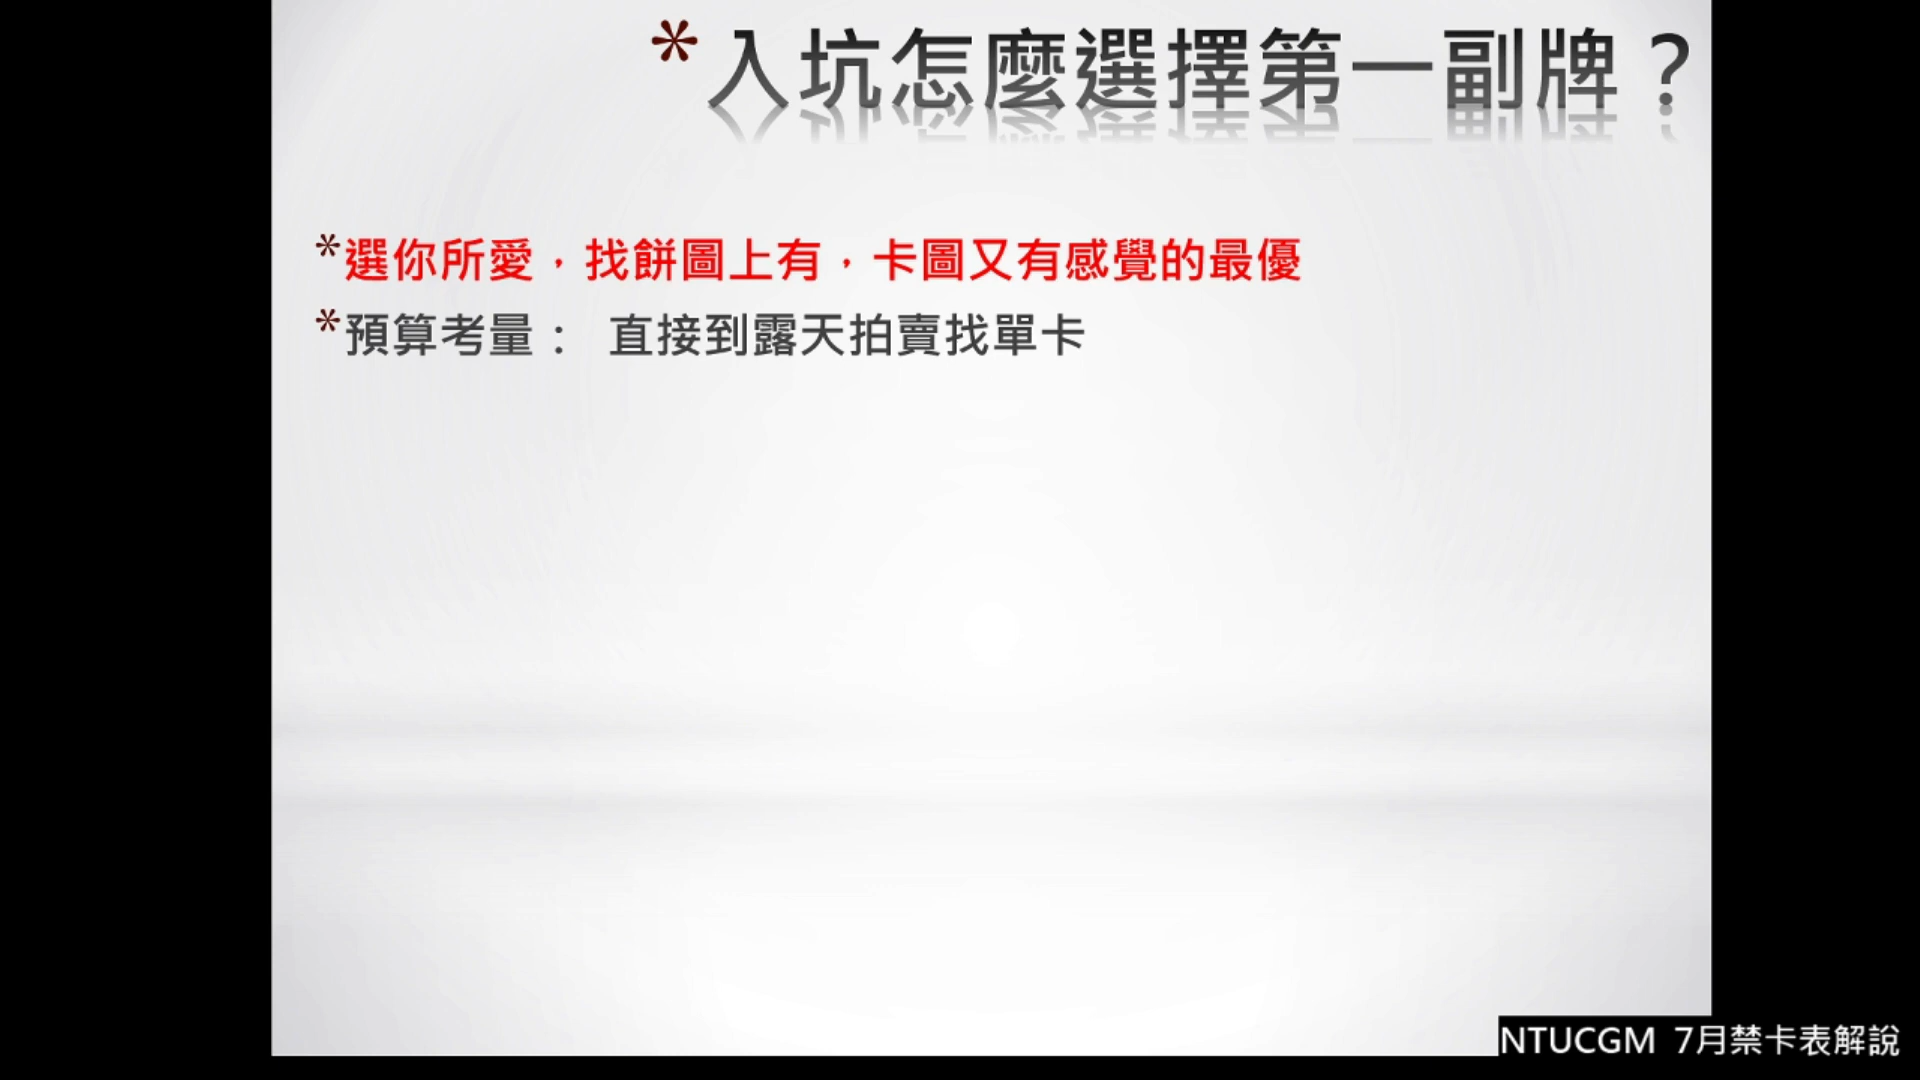 *入坑怎麼選擇第一副牌？
*選你所愛，找餅圖上有，卡圖又有感覺的最優
*預算考量： 直接到露天拍賣找單卡
NTUCGM 7月禁卡表解說